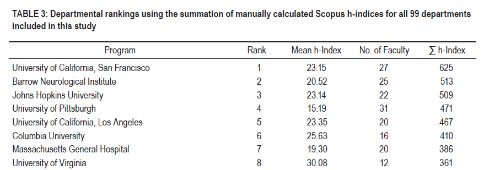 TABLE 3: Departmental rankings using the summation of manually calculated Scopus h-indices for all 99 departments
included in this study
Program Rank Mean h-Index No. of Faculty ∑ h-Index
University of California, San Francisco 1 23.15 27 625
Barrow Neurological Institute 2 20.52 25 513
Johns Hopkins University 3 23.14 22 509
University of Pittsburgh 4 15.19 31 471
University of California, Los Angeles 5 23.35 20 467
Columbia University 6 25.63 16 410
Massachusetts General Hospital 7 19.30 20 386
University of Virginia 8 30.08 12 361